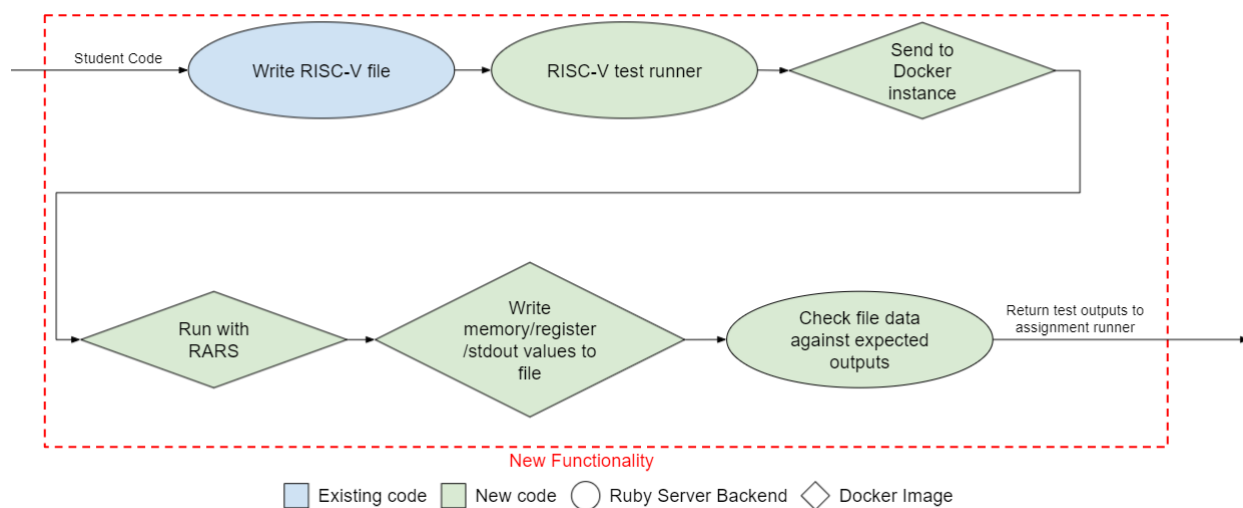 Student Code
Write RISC-V file
RISC-V test runner
Send to
Docker
instance
Run with
RARS
Write
memory/register
/stdout values to
file
Check file data
against expected
outputs
Return test outputs to
assignment runner
New Functionality
Existing code
New code
Ruby Server Backend
Docker Image